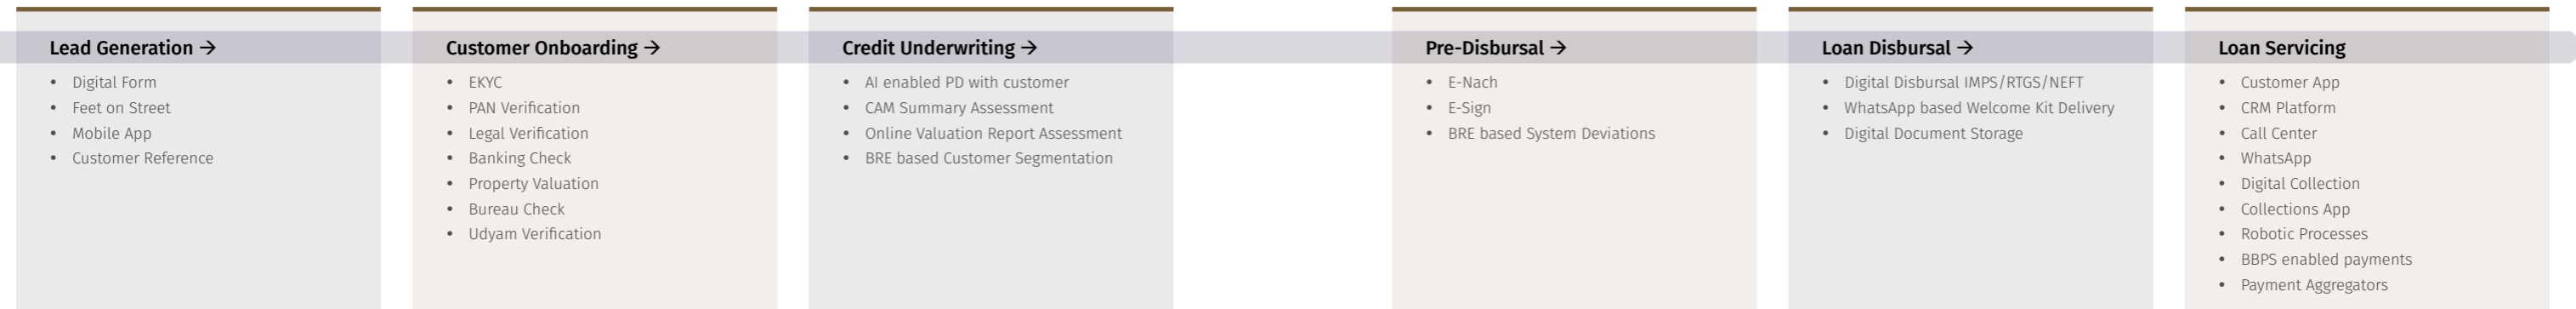 Lead Generation →
• Digital Form
• Feet on Street
• Mobile App
• Customer Reference
Customer Onboarding →
• EKYC
• PAN Verification
• Legal Verification
• Banking Check
• Property Valuation
• Bureau Check
• Udyam Verification
Credit Underwriting →
• AI enabled PD with customer
• CAM Summary Assessment
• Online Valuation Report Assessment
• BRE based Customer Segmentation
Pre-Disbursal →
• E-Nach
• E-Sign
• BRE based System Deviations
Loan Disbursal →
• Digital Disbursal IMPS/RTGS/NEFT
• WhatsApp based Welcome Kit Delivery
• Digital Document Storage
Loan Servicing
• Customer App
• CRM Platform
• Call Center
• WhatsApp
• Digital Collection
• Collections App
• Robotic Processes
• BBPS enabled payments
• Payment Aggregators